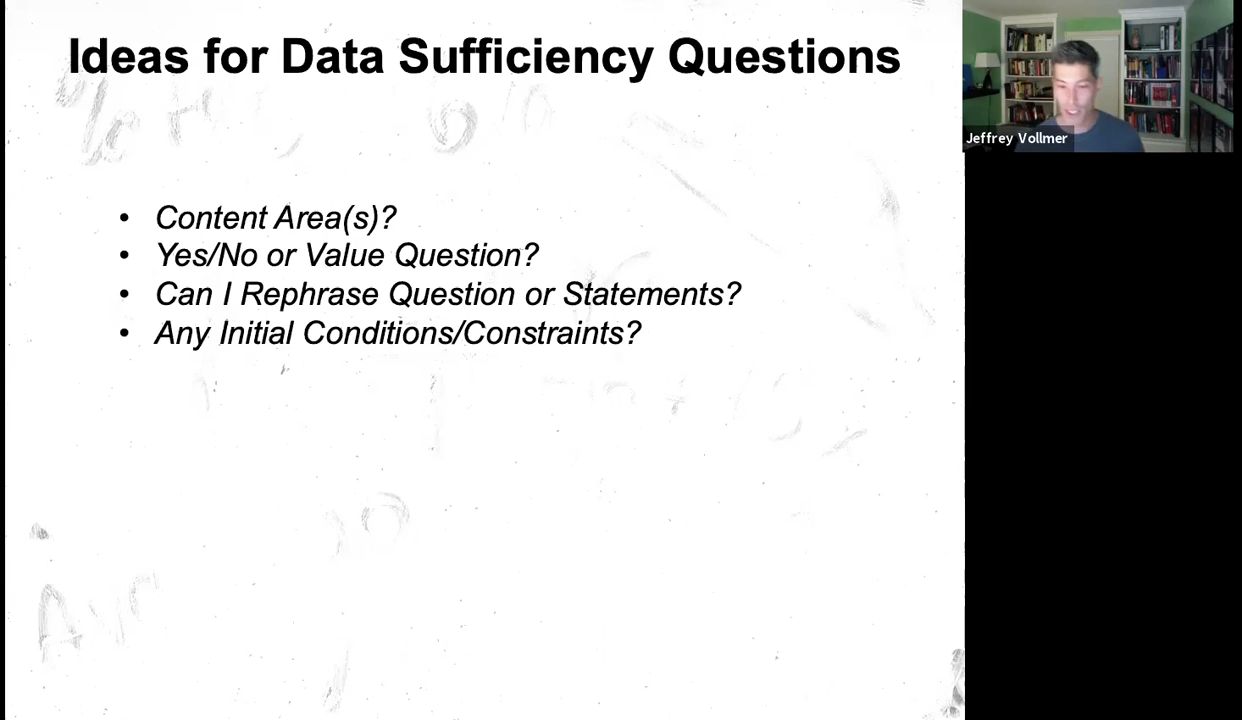 Ideas for Data Sufficiency Questions
• Content Area(s)?
• Yes/No or Value Question?
• Can I Rephrase Question or Statements?
• Any Initial Conditions/Constraints?
Jeffrey Vollmer